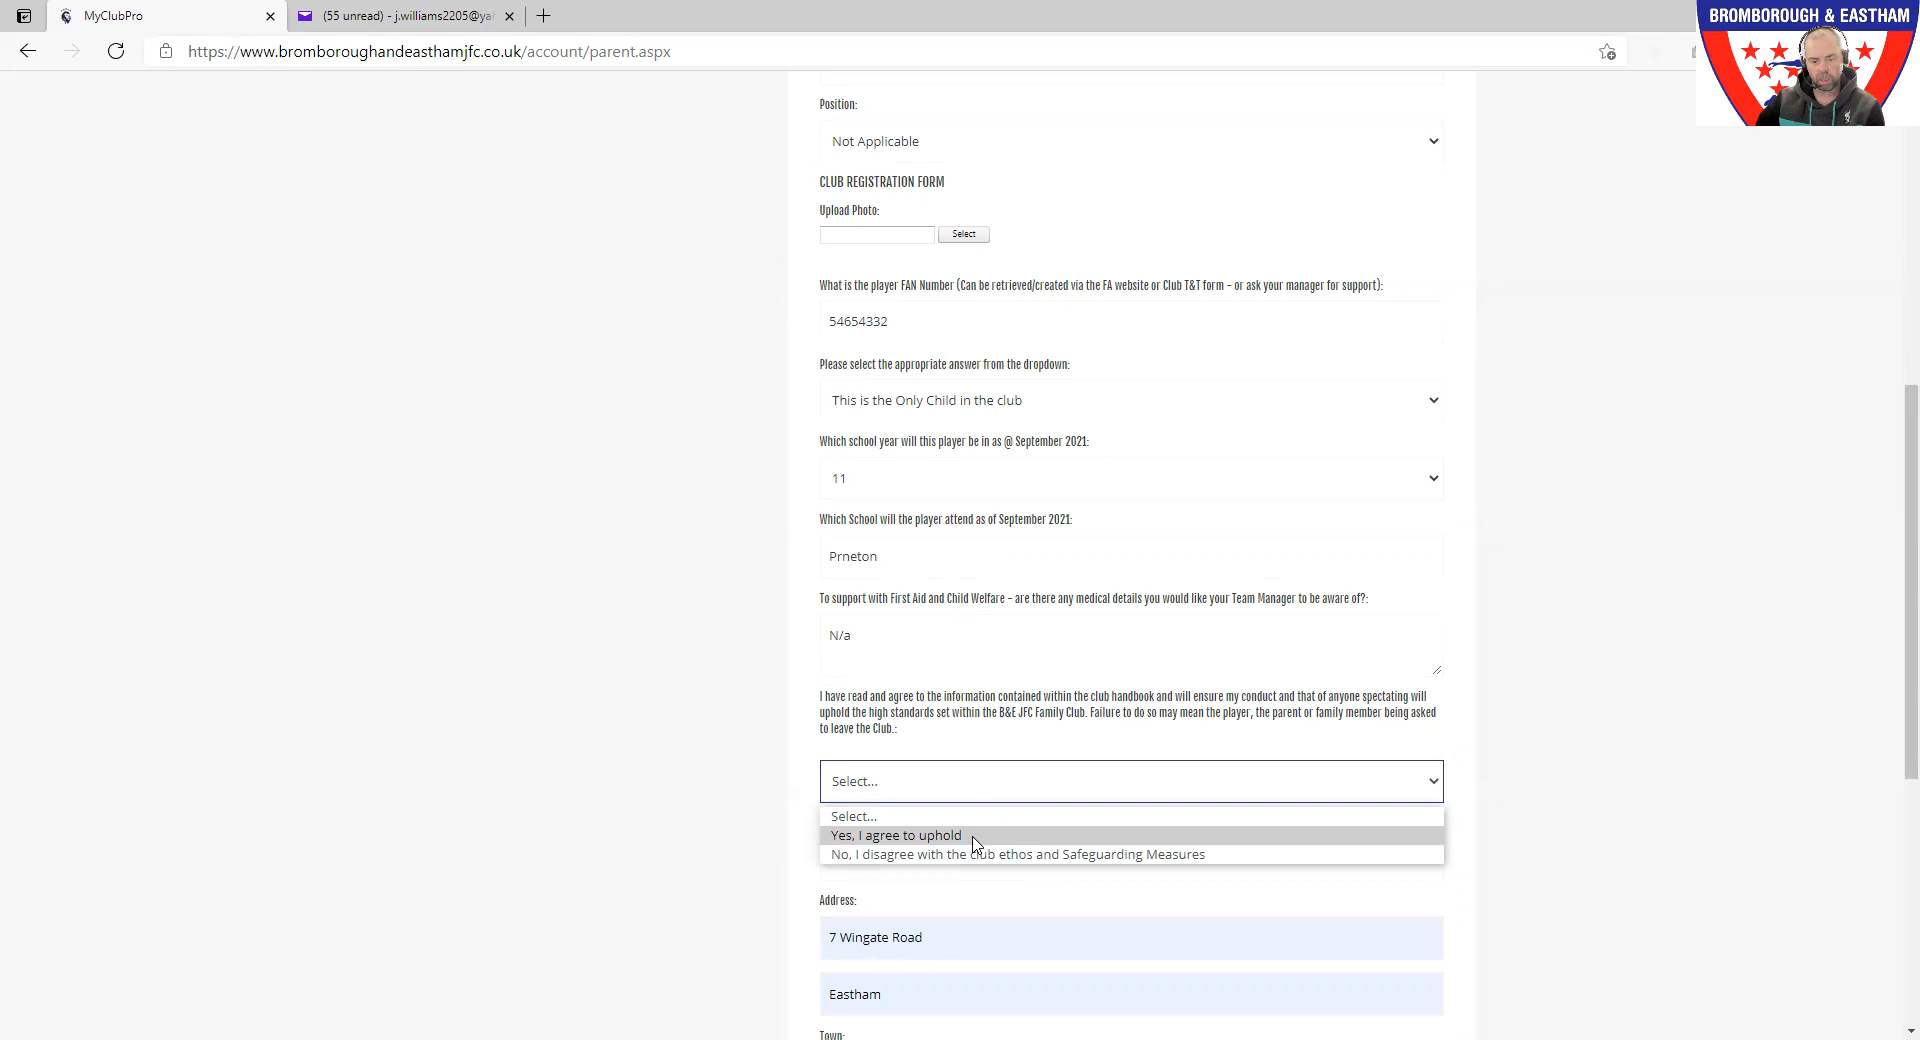 MyClubPro
(55 unread) - j.williams2205@ya
BROMBOROUGH & EASTHAM
https://www.bromboroughandeasthamjfc.co.uk/account/parent.aspx
Position:
Not Applicable
CLUB REGISTRATION FORM
Upload Photo:
Select
What is the player FAN Number (Can be retrieved/created via the FA website or Club T&T form - or ask your manager for support):
54654332
Please select the appropriate answer from the dropdown:
This is the Only Child in the club
Which school year will this player be in as @ September 2021:
11
Which School will the player attend as of September 2021:
Prneton
To support with First Aid and Child Welfare - are there any medical details you would like your Team Manager to be aware of?:
N/a
I have read and agree to the information contained within the club handbook and will ensure my conduct and that of anyone spectating will
uphold the high standards set within the B&E JFC Family Club. Failure to do so may mean the player, the parent or family member being asked
to leave the Club.:
Select...
Select...
Yes, I agree to uphold
No, I disagree with the club ethos and Safeguarding Measures
Address:
7 Wingate Road
Eastham
Town: